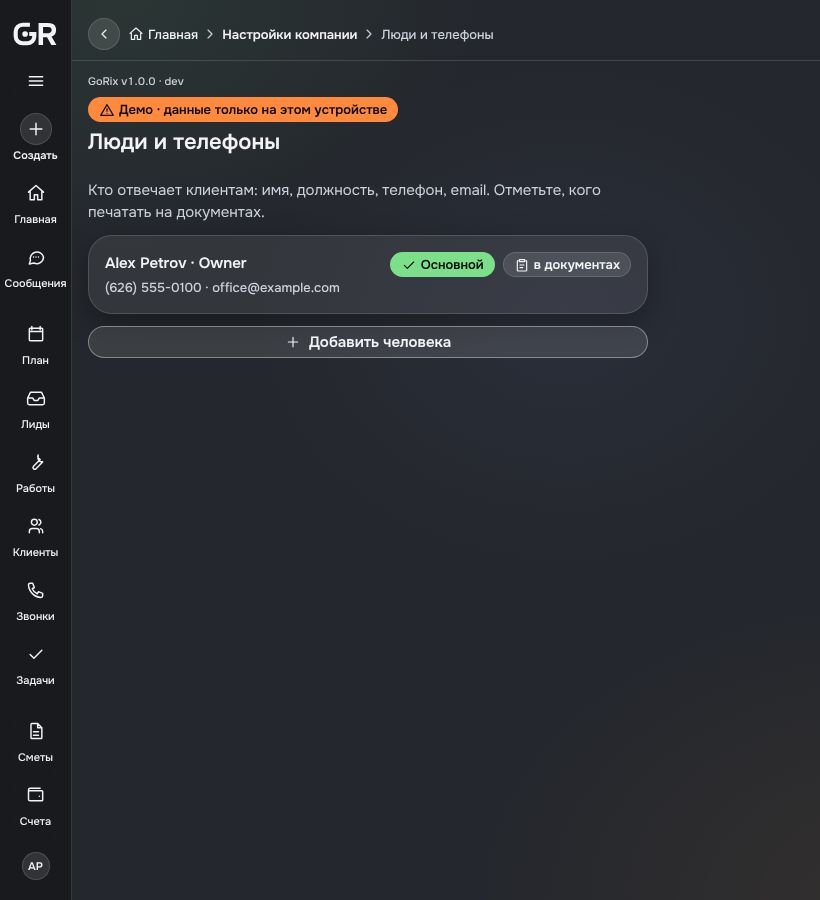 GR
Главная
Настройки компании
Люди и телефоны
GoRix v1.0.0 · dev
Демо · данные только на этом устройстве
Люди и телефоны
Кто отвечает клиентам: имя, должность, телефон, email. Отметьте, кого
печатать на документах.
Alex Petrov · Owner
Основной
в документах
(626) 555-0100 · office@example.com
Добавить человека
Создать
Главная
Сообщения
План
Лиды
Работы
Клиенты
Звонки
Задачи
Сметы
Счета
AP